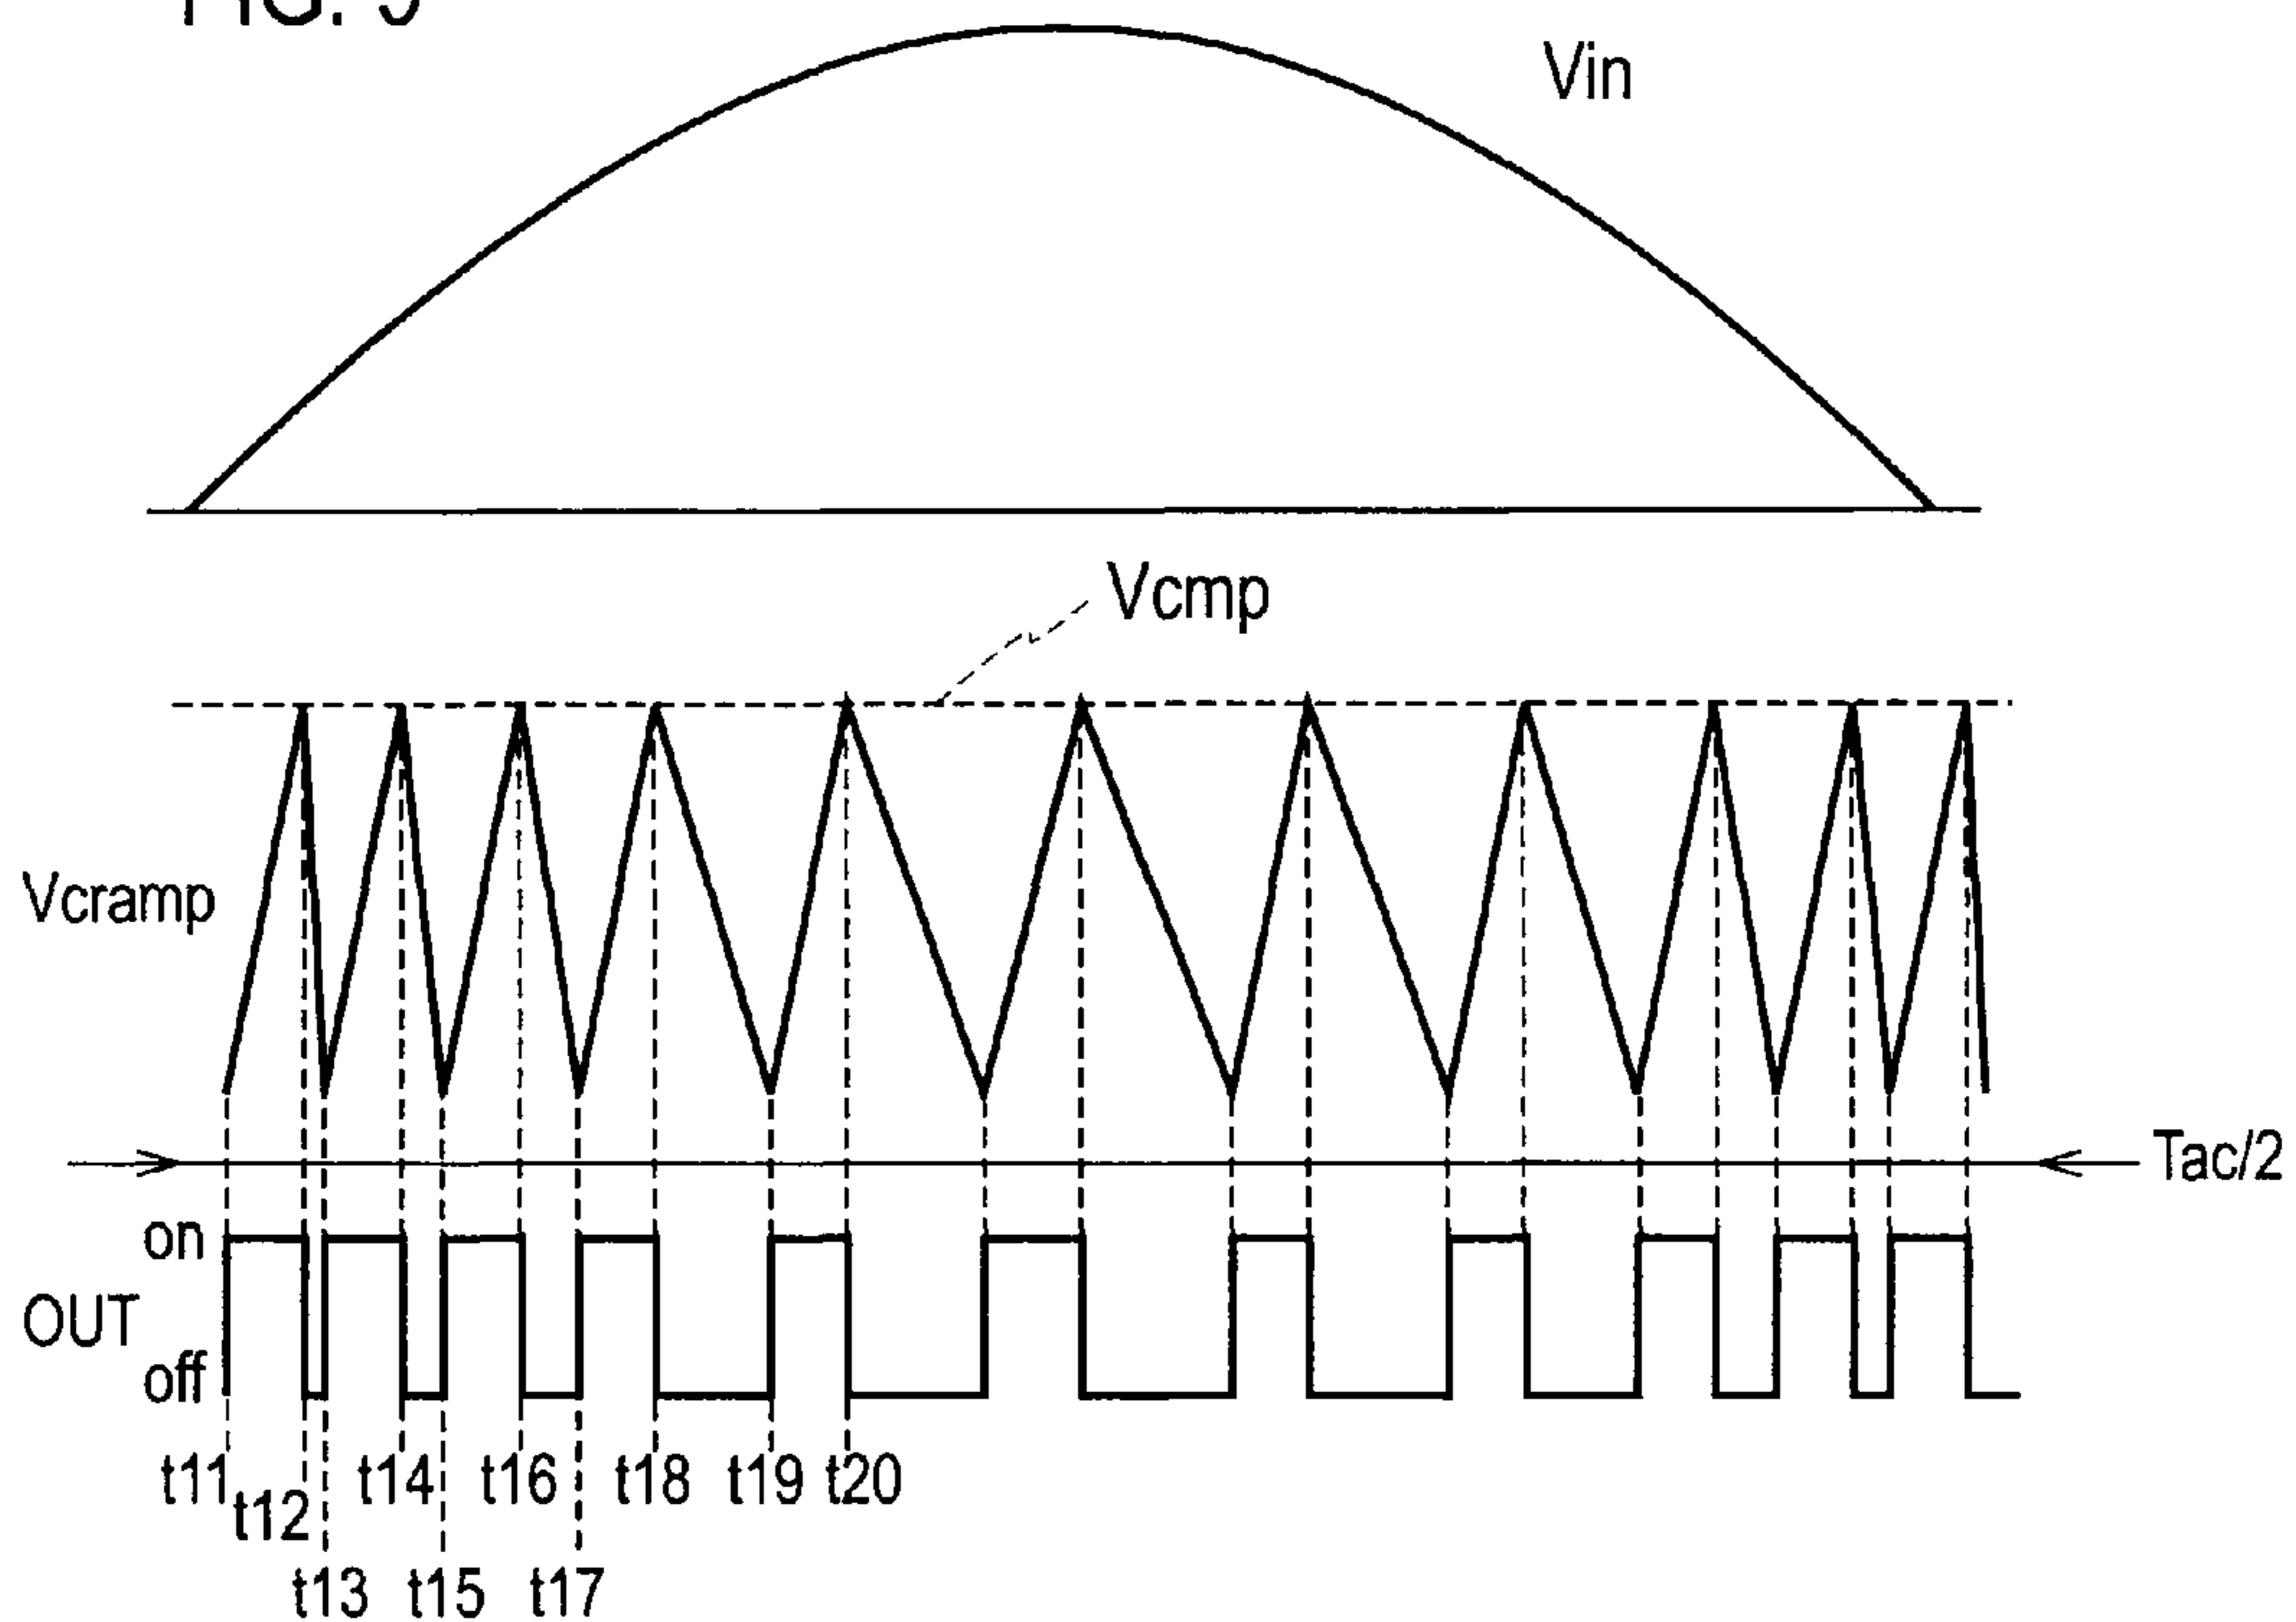 Vin
Vcmp
Vcramp
Tac/2
on
OUT
off
t11
t12
t13
t14
t15
t16
t17
t18
t19
t20